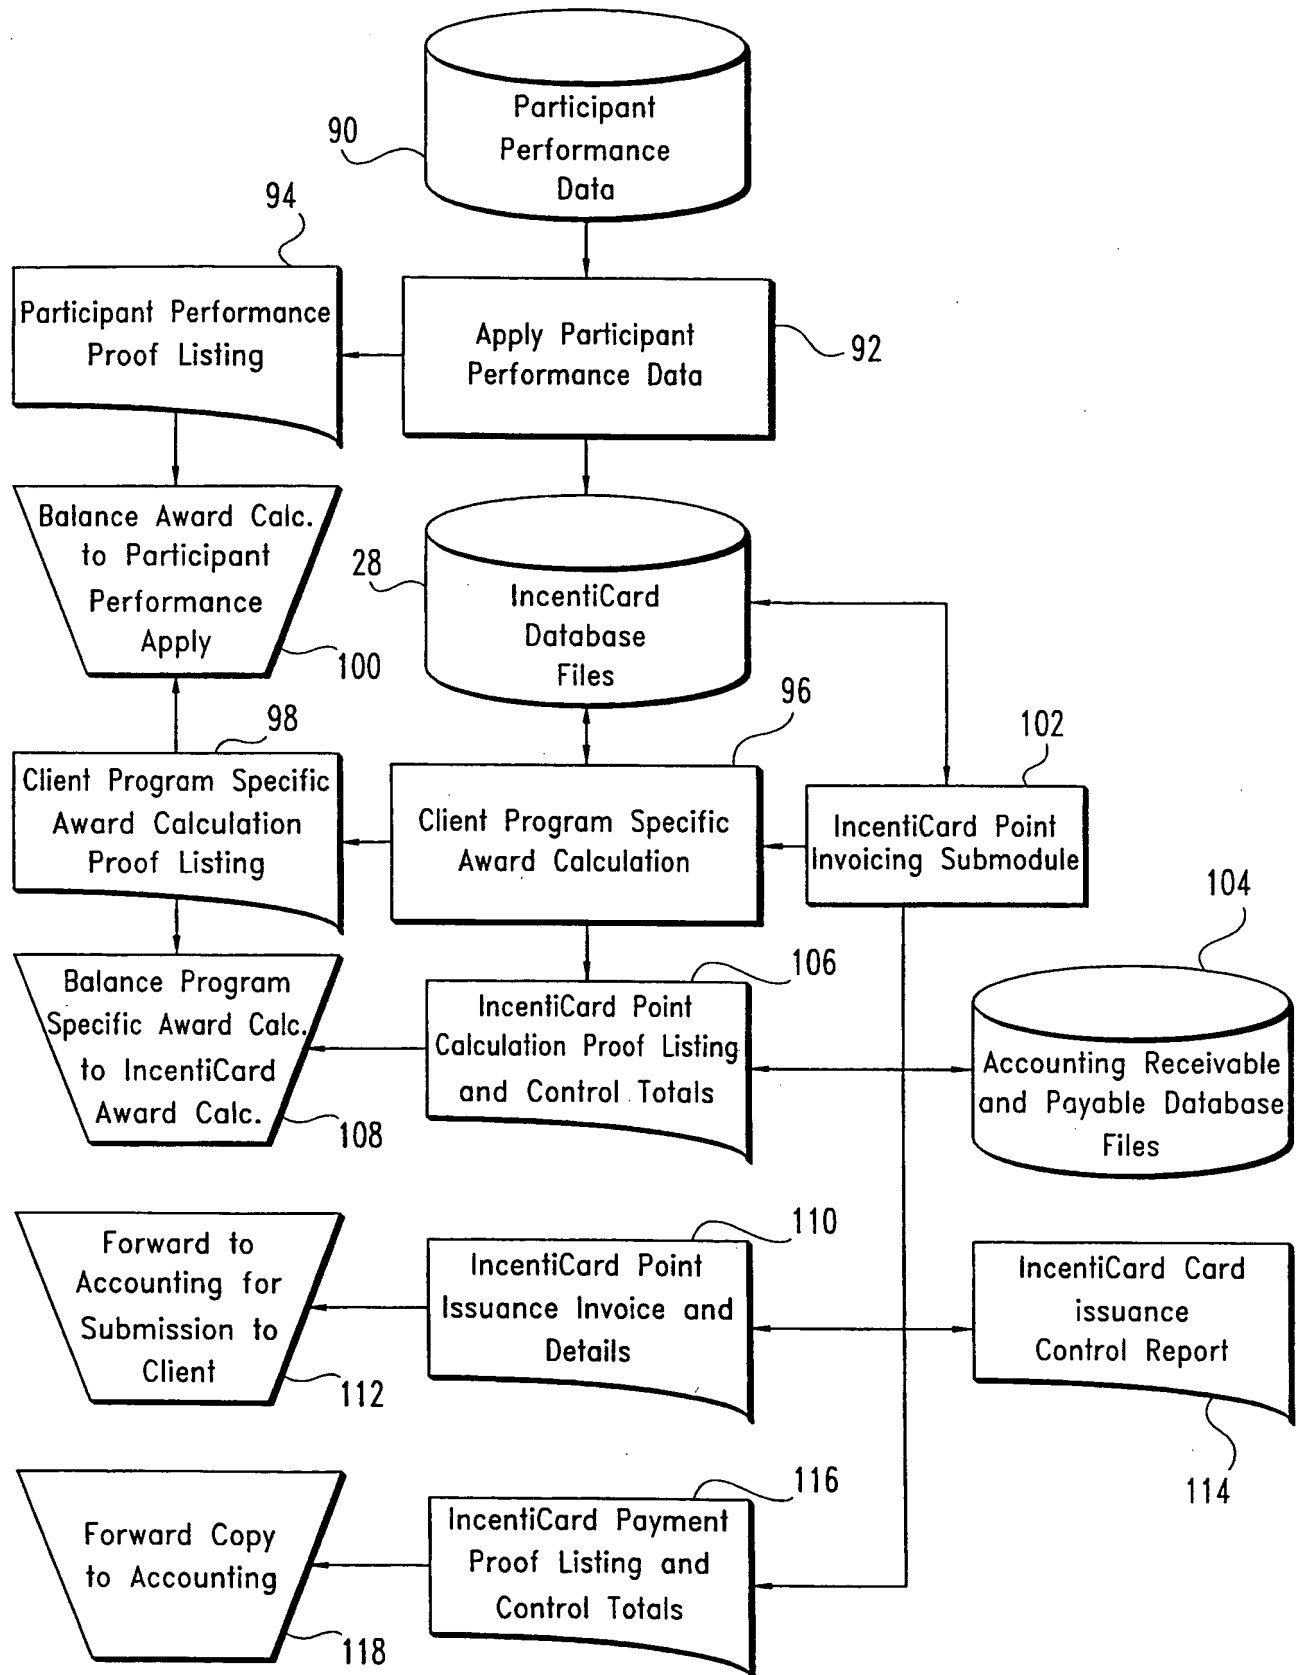 Participant
Performance
Data
90
94
Participant Performance
Proof Listing
Apply Participant
Performance Data
92
Balance Award Calc.
to Participant
Performance
Apply
100
28
IncentiCard
Database
Files
98
Client Program Specific
Award Calculation
Proof Listing
96
Client Program Specific
Award Calculation
102
IncentiCard Point
Invoicing Submodule
104
Accounting Receivable
and Payable Database
Files
106
IncentiCard Point
Calculation Proof Listing
and Control Totals
Balance Program
Specific Award Calc.
to IncentiCard
Award Calc.
108
Forward to
Accounting for
Submission to
Client
112
110
IncentiCard Point
Issuance Invoice and
Details
IncentiCard Card
issuance
Control Report
114
116
IncentiCard Payment
Proof Listing and
Control Totals
Forward Copy
to Accounting
118